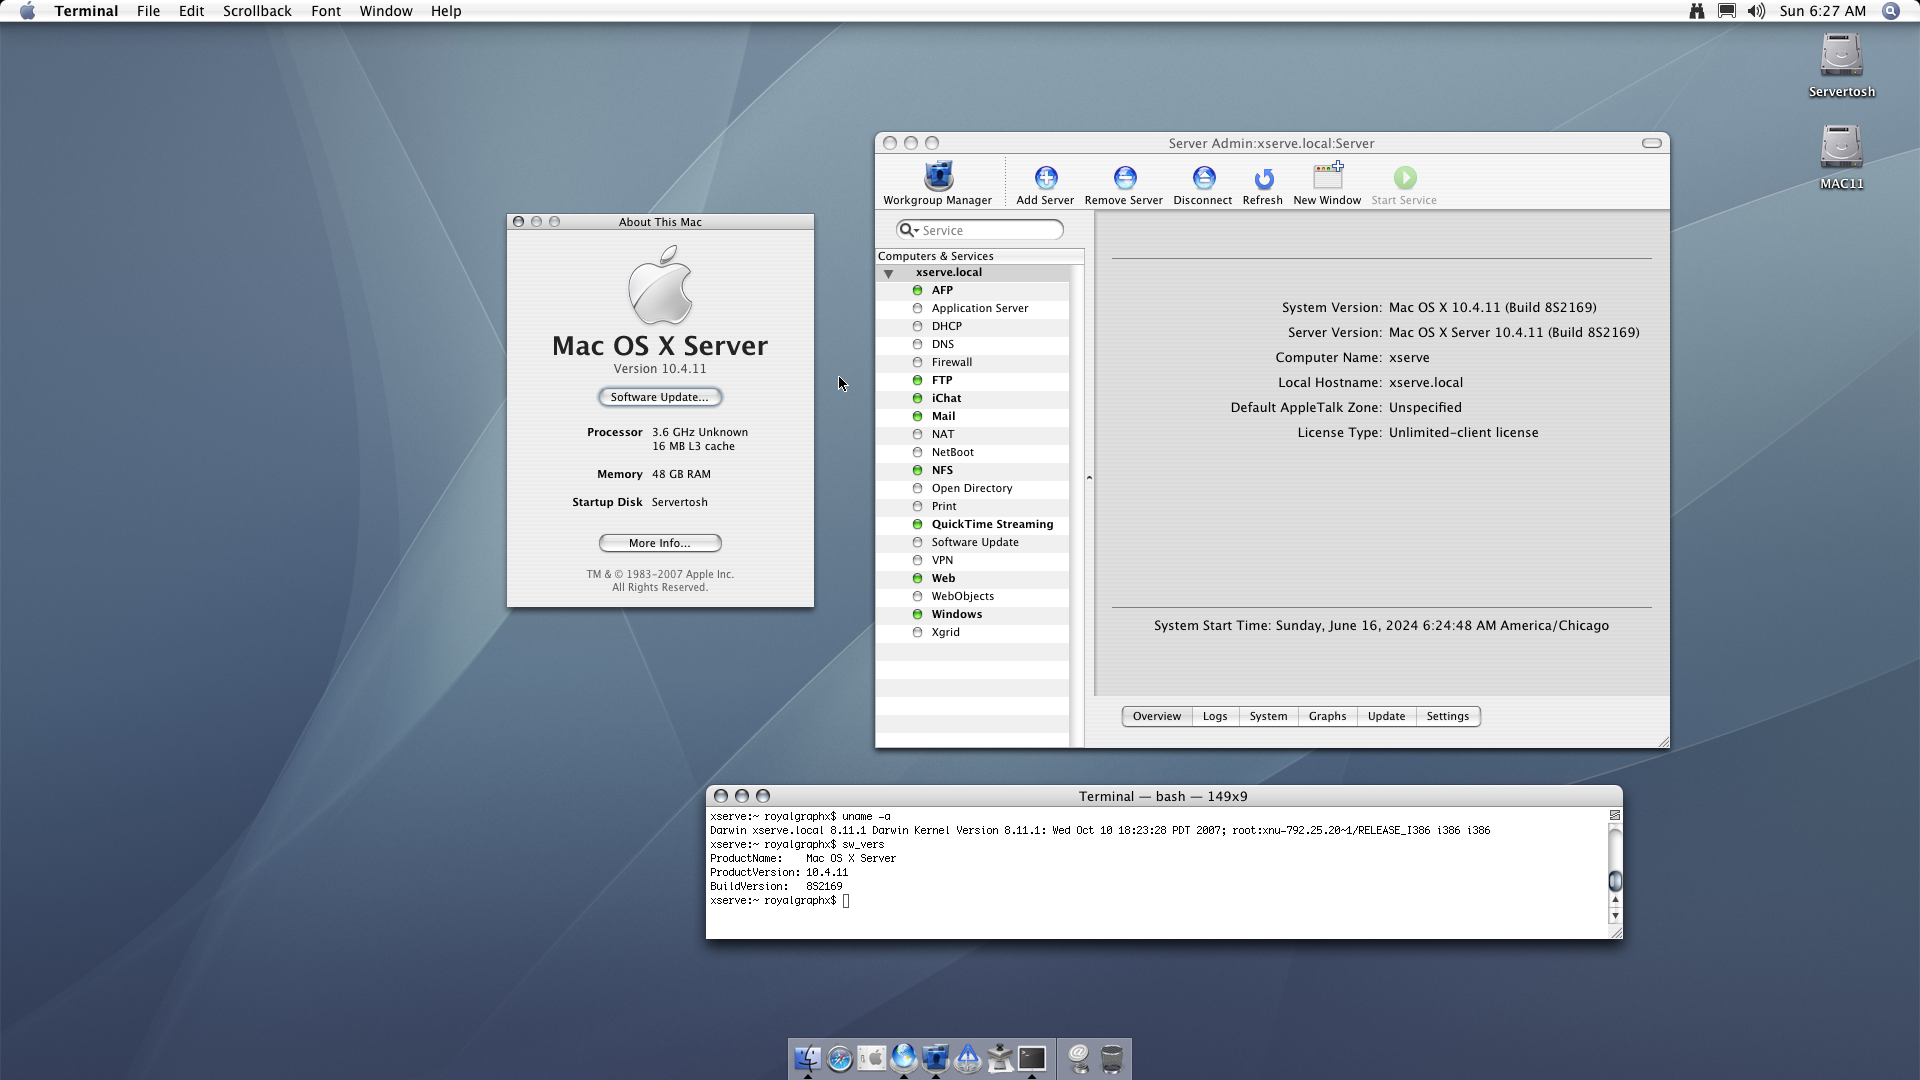 Terminal File Edit Scrollback Font Window Help
Sun 6:27 AM
Servertosh
MAC11
About This Mac
Mac OS X Server
Version 10.4.11
Software Update...
Processor 3.6 GHz Unknown
16 MB L3 cache
Memory 48 GB RAM
Startup Disk Servertosh
More Info...
TM & © 1983-2007 Apple Inc.
All Rights Reserved.
Server Admin:xserve.local:Server
Workgroup Manager Add Server Remove Server Disconnect Refresh New Window Start Service
Service
Computers & Services
xserve.local
AFP
Application Server
DHCP
DNS
Firewall
FTP
iChat
Mail
NAT
NetBoot
NFS
Open Directory
Print
QuickTime Streaming
Software Update
VPN
Web
WebObjects
Windows
Xgrid
System Version: Mac OS X 10.4.11 (Build 8S2169)
Server Version: Mac OS X Server 10.4.11 (Build 8S2169)
Computer Name: xserve
Local Hostname: xserve.local
Default AppleTalk Zone: Unspecified
License Type: Unlimited-client license
System Start Time: Sunday, June 16, 2024 6:24:48 AM America/Chicago
Overview Logs System Graphs Update Settings
Terminal — bash — 149x9
xserve:~ royalgraphx$ uname -a
Darwin xserve.local 8.11.1 Darwin Kernel Version 8.11.1: Wed Oct 10 18:23:28 PDT 2007; root:xnu-792.25.20~1/RELEASE_I386 i386 i386
xserve:~ royalgraphx$ sw_vers
ProductName: Mac OS X Server
ProductVersion: 10.4.11
BuildVersion: 8S2169
xserve:~ royalgraphx$